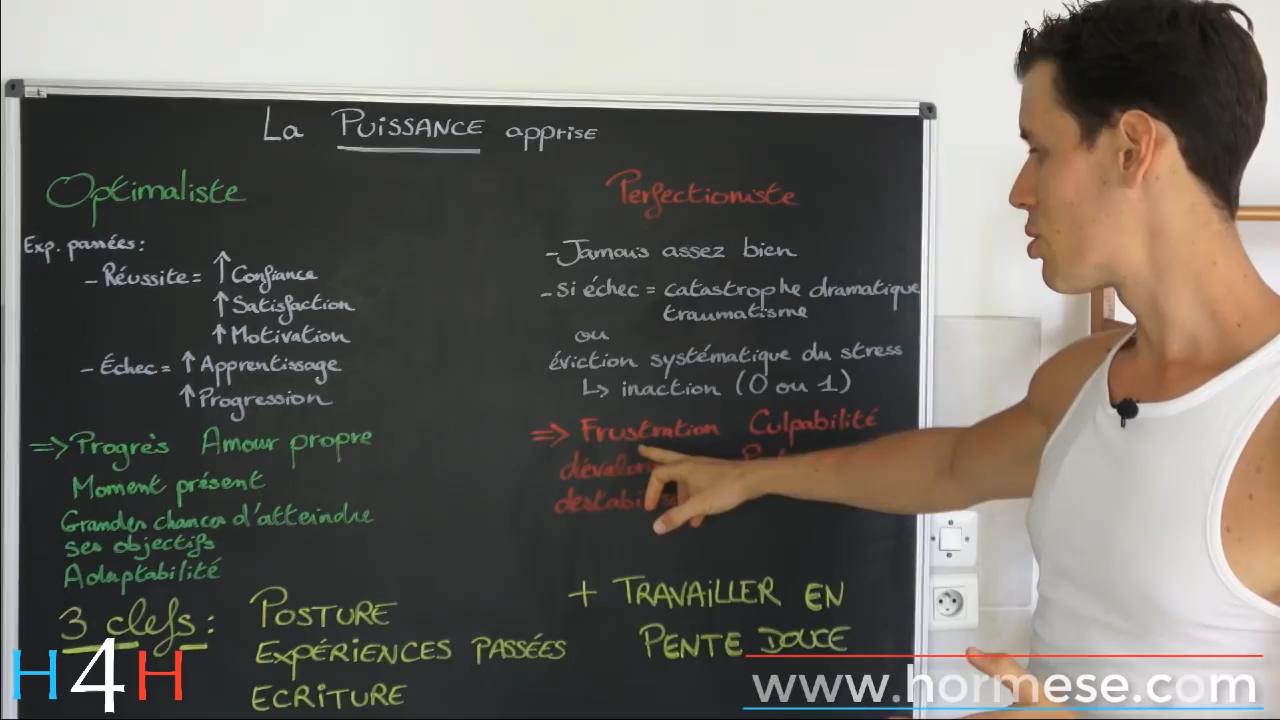 La PUISSANCE apprise
Optimaliste
Exp. passées:
- Réussite = ↑ Confiance
↑ Satisfaction
↑ Motivation
- Échec = ↑ Apprentissage
↑ Progression
=> Progrès Amour propre
Moment présent
Grandes chances d'atteindre
ses objectifs
Adaptabilité
Perfectioniste
- Jamais assez bien
- Si échec = catastrophe dramatique
traumatisme
ou
éviction systématique du stress
↳ inaction (0 ou 1)
=> Frustration Culpabilité
3 clefs:
POSTURE
EXPÉRIENCES PASSÉES
ECRITURE
+ TRAVAILLER EN
PENTE DOUCE
H4H
www.hormese.com